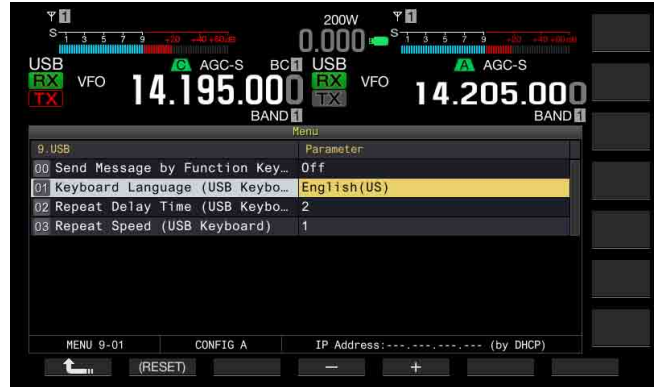 1 200W 1
S 1 3 5 7 9 +20 +40 +60dB 0.000 S 1 3 5 7 9 +20 +40 +60dB
USB C AGC-S BC1 USB A AGC-S
RX VFO 14.195.000 RX VFO 14.205.000
TX TX
BAND 1 BAND 1
Menu
9.USB Parameter
00 Send Message by Function Key… Off
01 Keyboard Language (USB Keybo… English(US)
02 Repeat Delay Time (USB Keybo… 2
03 Repeat Speed (USB Keyboard) 1
MENU 9-01 CONFIG A IP Address:---.---.---.--- (by DHCP)
(RESET) − +